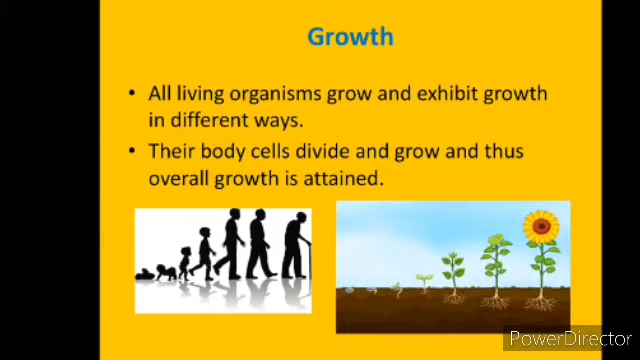 Growth
• All living organisms grow and exhibit growth
in different ways.
• Their body cells divide and grow and thus
overall growth is attained.
PowerDirector